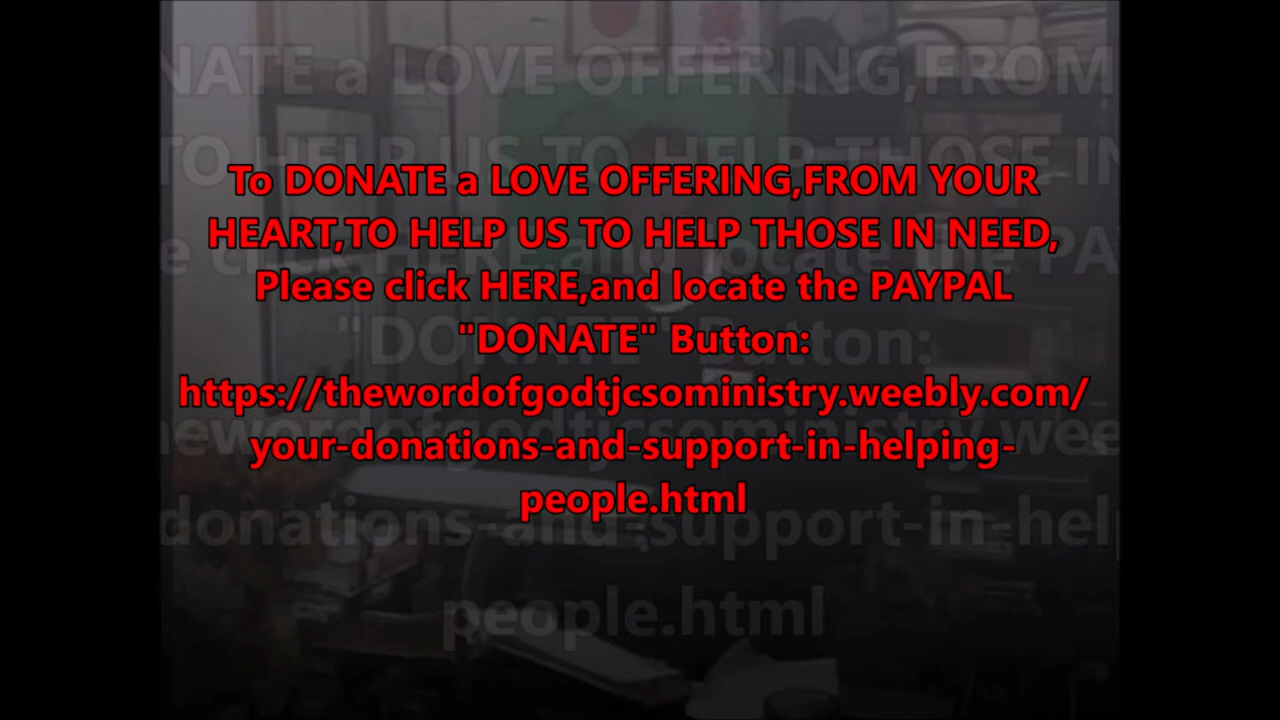 To DONATE a LOVE OFFERING,FROM YOUR
HEART,TO HELP US TO HELP THOSE IN NEED,
Please click HERE,and locate the PAYPAL
"DONATE" Button:
https://thewordofgodtjcsoministry.weebly.com/
your-donations-and-support-in-helping-
people.html